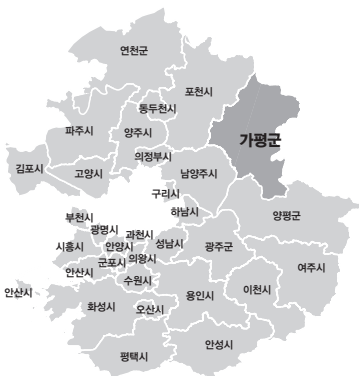 연천군
포천시
동두천시
가평군
파주시
양주시
의정부시
김포시
고양시
남양주시
구리시
하남시
양평군
부천시
광명시
과천시
시흥시
안양시
성남시
광주군
군포시
의왕시
여주시
안산시
수원시
안산시
용인시
이천시
화성시
오산시
안성시
평택시